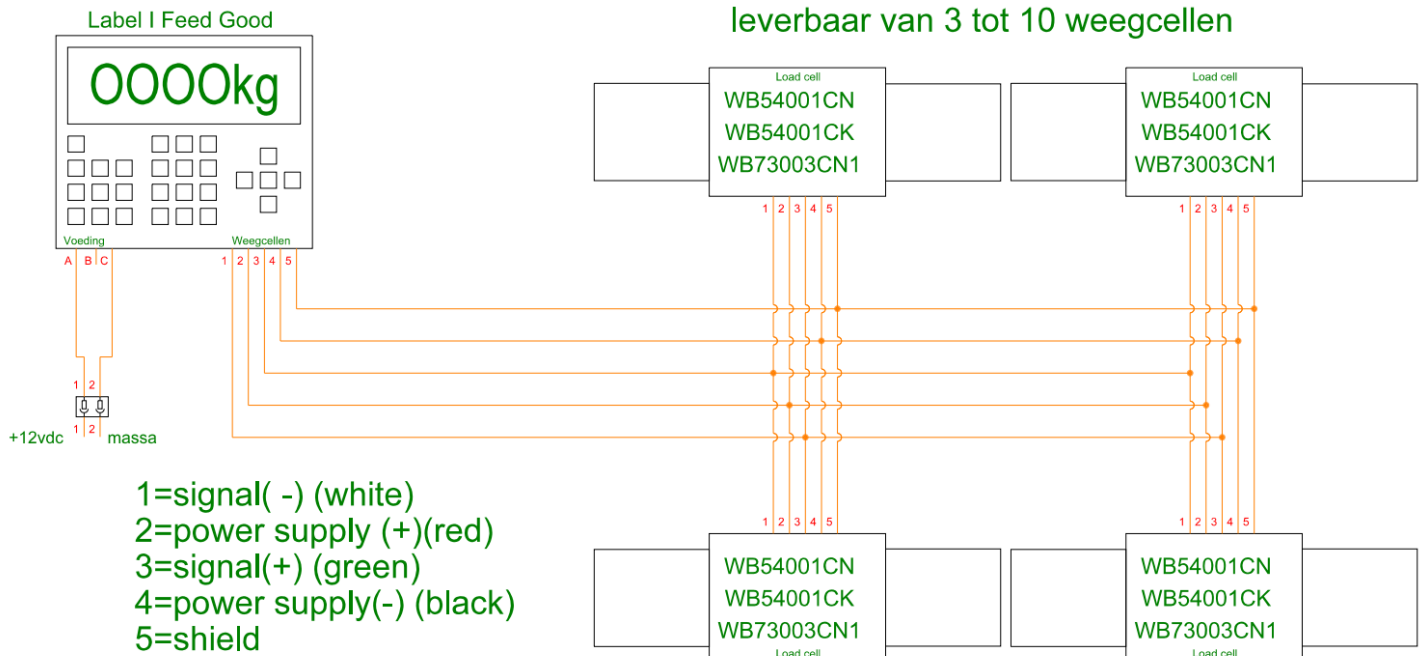 Label I Feed Good
leverbaar van 3 tot 10 weegcellen
OOOOkg
Voeding
Weegcellen
A B C
1 2 3 4 5
1 2
1 2
+12vdc
massa
Load cell
WB54001CN
WB54001CK
WB73003CN1
1 2 3 4 5
Load cell
WB54001CN
WB54001CK
WB73003CN1
1 2 3 4 5
1=signal( -) (white)
2=power supply (+)(red)
3=signal(+) (green)
4=power supply(-) (black)
5=shield
1 2 3 4 5
WB54001CN
WB54001CK
WB73003CN1
Load cell
1 2 3 4 5
WB54001CN
WB54001CK
WB73003CN1
Load cell